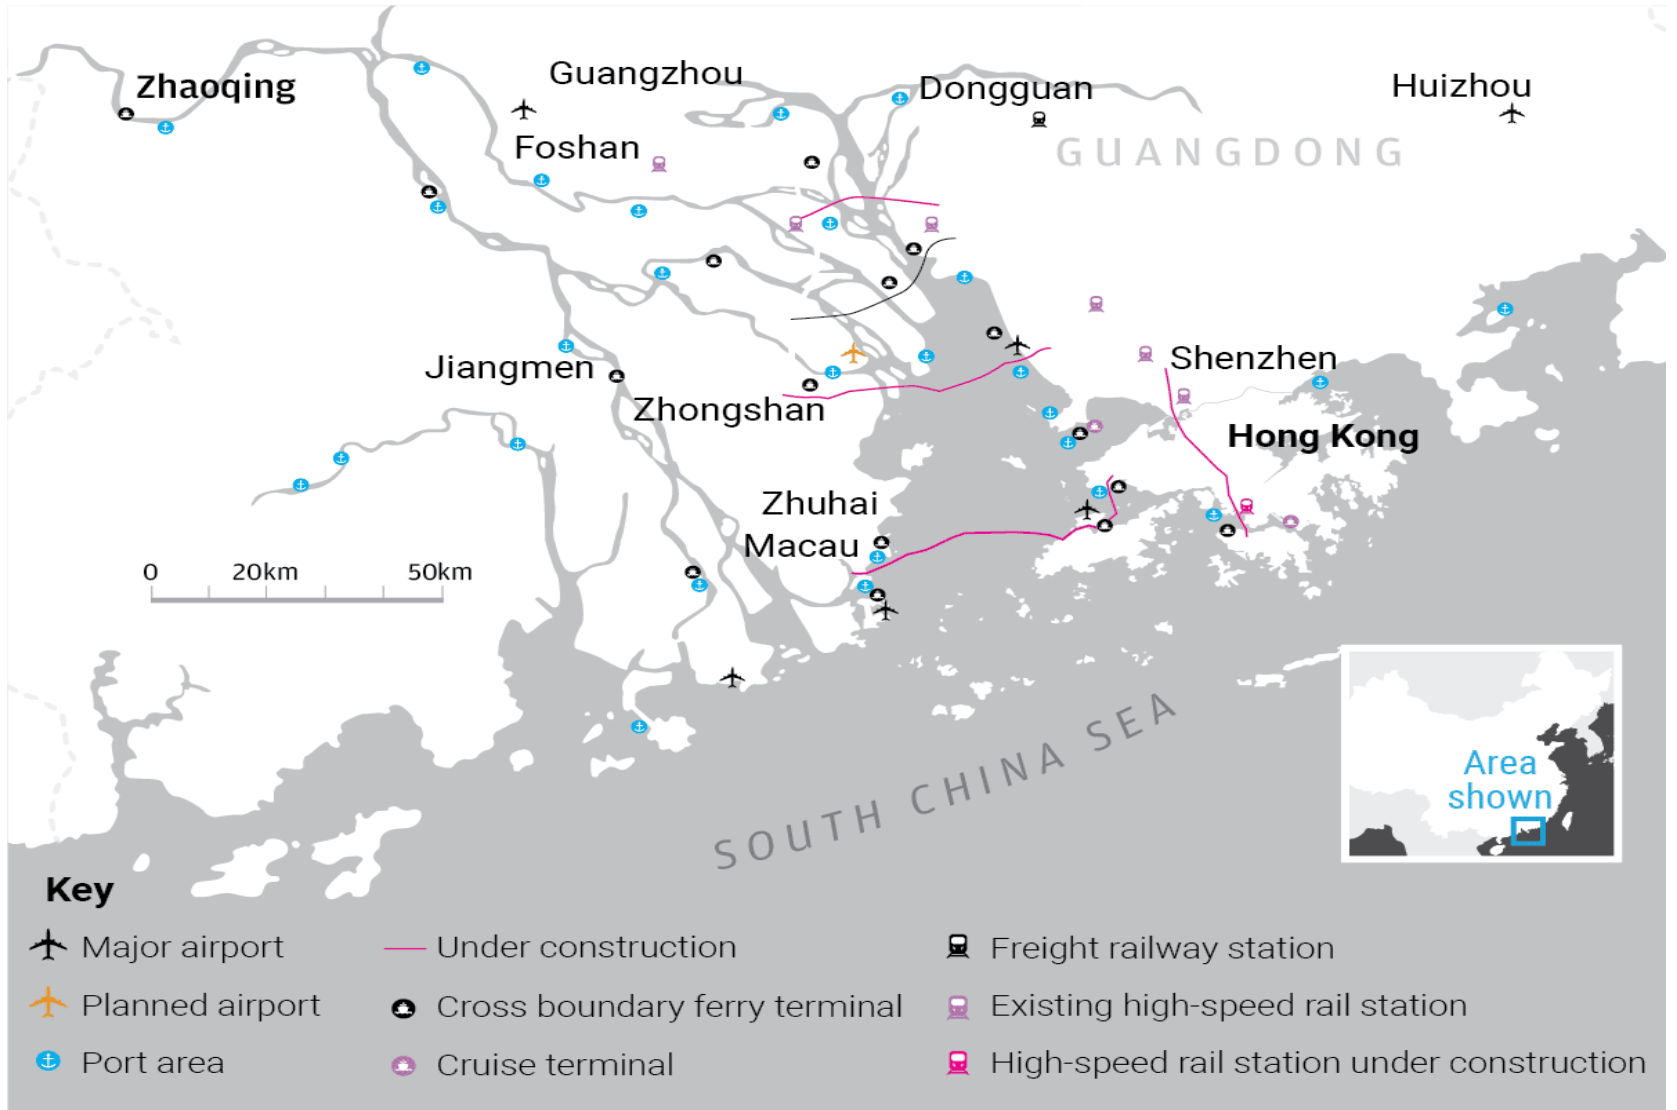 Zhaoqing
Guangzhou
Dongguan
Huizhou
Foshan
GUANGDONG
Jiangmen
Shenzhen
Zhongshan
Hong Kong
Zhuhai
Macau
0 20km 50km
SOUTH CHINA SEA
Area
shown
Key
Major airport
Under construction
Freight railway station
Planned airport
Cross boundary ferry terminal
Existing high-speed rail station
Port area
Cruise terminal
High-speed rail station under construction